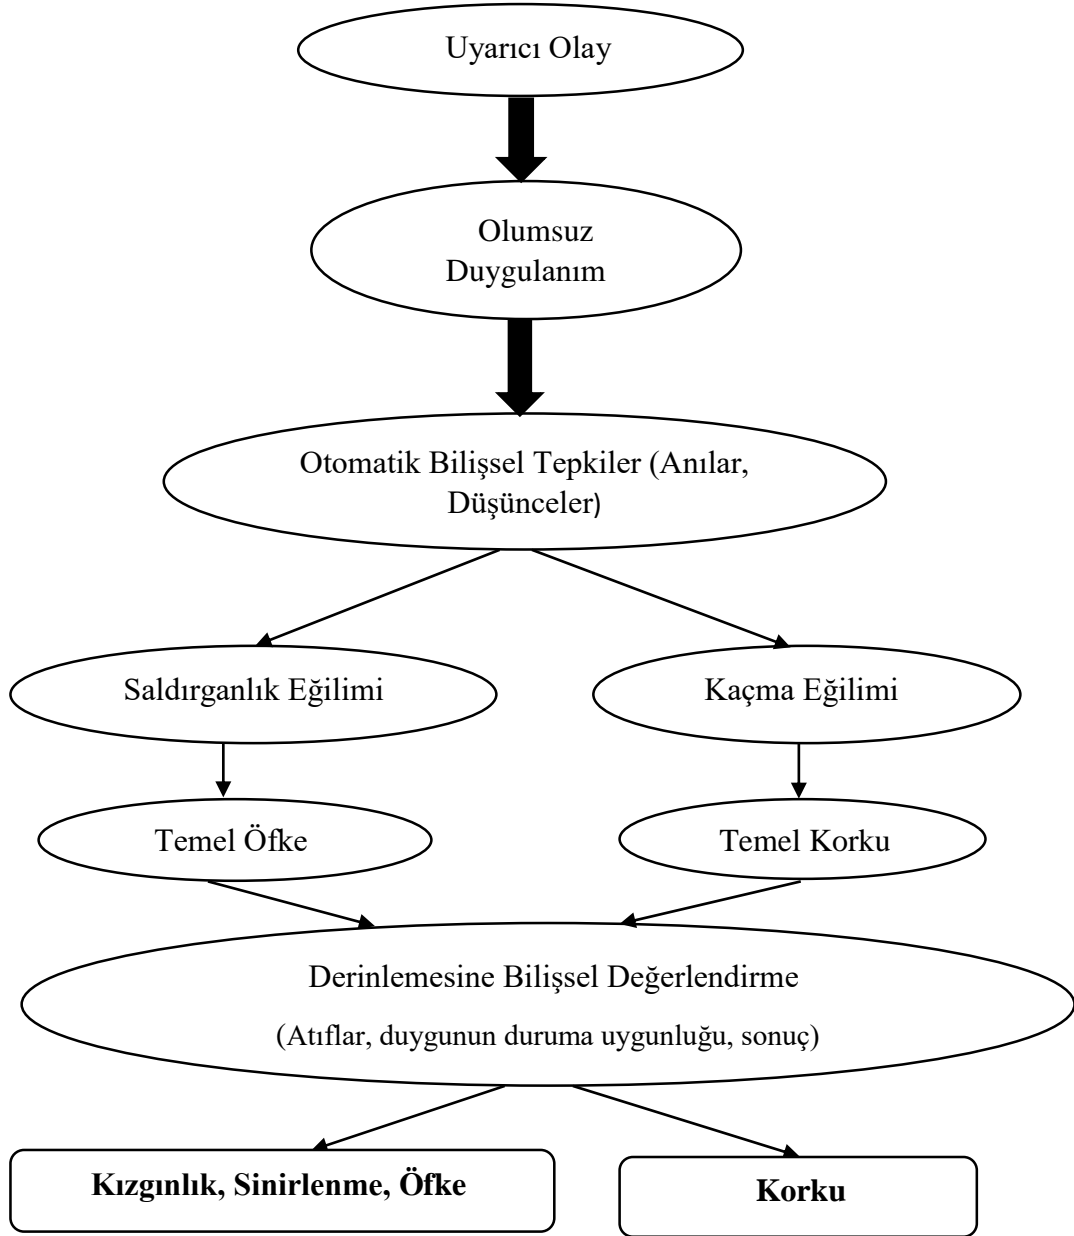 Uyarıcı Olay
Olumsuz
Duygulanım
Otomatik Bilişsel Tepkiler (Anılar,
Düşünceler)
Saldırganlık Eğilimi
Kaçma Eğilimi
Temel Öfke
Temel Korku
Derinlemesine Bilişsel Değerlendirme
(Atıflar, duygunun duruma uygunluğu, sonuç)
Kızgınlık, Sinirlenme, Öfke
Korku